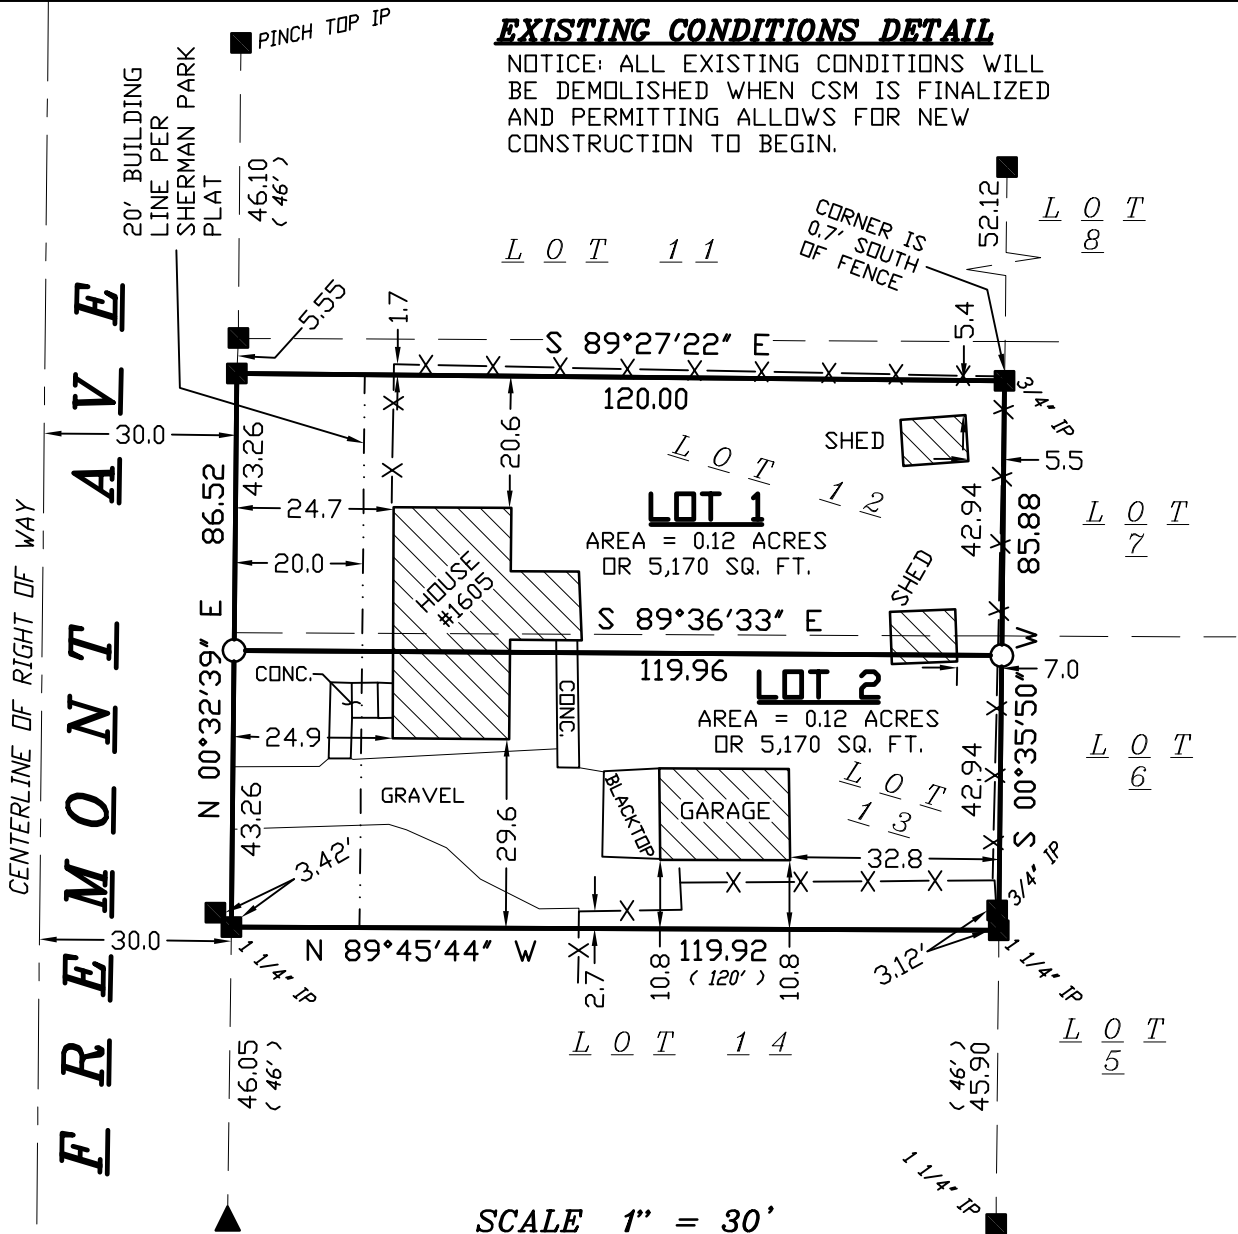 EXISTING CONDITIONS DETAIL
NOTICE: ALL EXISTING CONDITIONS WILL
BE DEMOLISHED WHEN CSM IS FINALIZED
AND PERMITTING ALLOWS FOR NEW
CONSTRUCTION TO BEGIN.
PINCH TOP IP
20' BUILDING
LINE PER
SHERMAN PARK
PLAT
46.10
( 46' )
52.12
LOT
8
CORNER IS
0.7' SOUTH
OF FENCE
LOT 11
5.55
1.7
5.4
S 89°27'22" E
120.00
3/4" IP
30.0
43.26
86.52
20.6
SHED
LOT
12
5.5
24.7
LOT 1
AREA = 0.12 ACRES
OR 5,170 SQ. FT.
42.94
85.88
LOT
7
20.0
HOUSE
#1605
SHED
S 89°36'33" E
119.96
7.0
CONC.
CONC.
LOT 2
AREA = 0.12 ACRES
OR 5,170 SQ. FT.
N 00°32'39" E
S 00°35'50" W
24.9
LOT
6
LOT
13
42.94
GRAVEL
BLACKTOP
GARAGE
43.26
29.6
32.8
3.42'
3/4" IP
30.0
N 89°45'44" W
119.92
( 120' )
1 1/4" IP
2.7
10.8
10.8
3.12'
1 1/4" IP
LOT 14
LOT
5
46.05
( 46' )
( 46' )
45.90
1 1/4" IP
CENTERLINE OF RIGHT OF WAY
FREMONT AVE
SCALE 1" = 30'